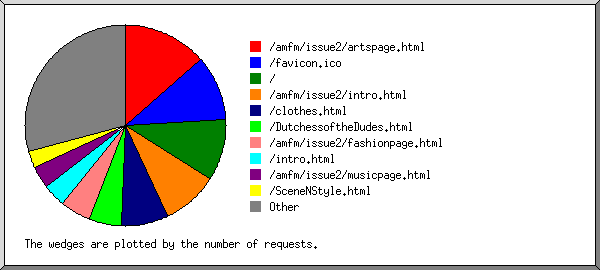 /amfm/issue2/artspage.html
/favicon.ico
/
/amfm/issue2/intro.html
/clothes.html
/DutchessoftheDudes.html
/amfm/issue2/fashionpage.html
/intro.html
/amfm/issue2/musicpage.html
/SceneNStyle.html
Other
The wedges are plotted by the number of requests.